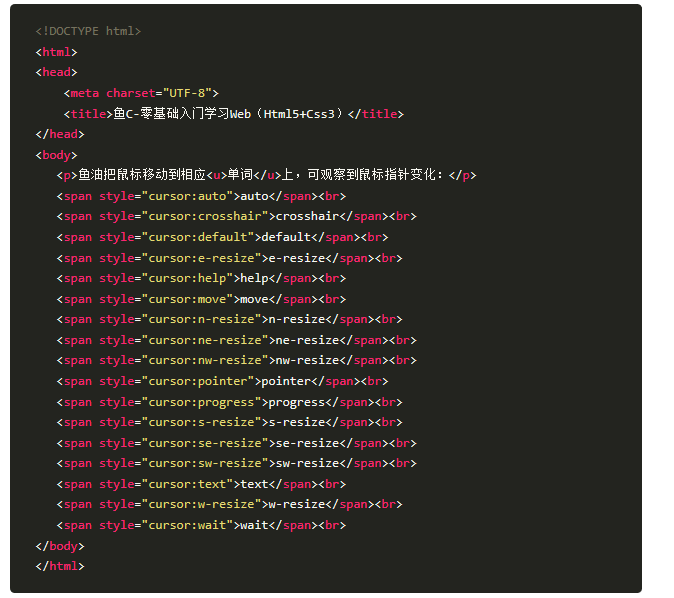 <!DOCTYPE html>
<html>
<head>
    <meta charset="UTF-8">
    <title>鱼C-零基础入门学习Web（Html5+Css3）</title>
</head>
<body>
   <p>鱼油把鼠标移动到相应<u>单词</u>上，可观察到鼠标指针变化：</p>
   <span style="cursor:auto">auto</span><br>
   <span style="cursor:crosshair">crosshair</span><br>
   <span style="cursor:default">default</span><br>
   <span style="cursor:e-resize">e-resize</span><br>
   <span style="cursor:help">help</span><br>
   <span style="cursor:move">move</span><br>
   <span style="cursor:n-resize">n-resize</span><br>
   <span style="cursor:ne-resize">ne-resize</span><br>
   <span style="cursor:nw-resize">nw-resize</span><br>
   <span style="cursor:pointer">pointer</span><br>
   <span style="cursor:progress">progress</span><br>
   <span style="cursor:s-resize">s-resize</span><br>
   <span style="cursor:se-resize">se-resize</span><br>
   <span style="cursor:sw-resize">sw-resize</span><br>
   <span style="cursor:text">text</span><br>
   <span style="cursor:w-resize">w-resize</span><br>
   <span style="cursor:wait">wait</span><br>
</body>
</html>